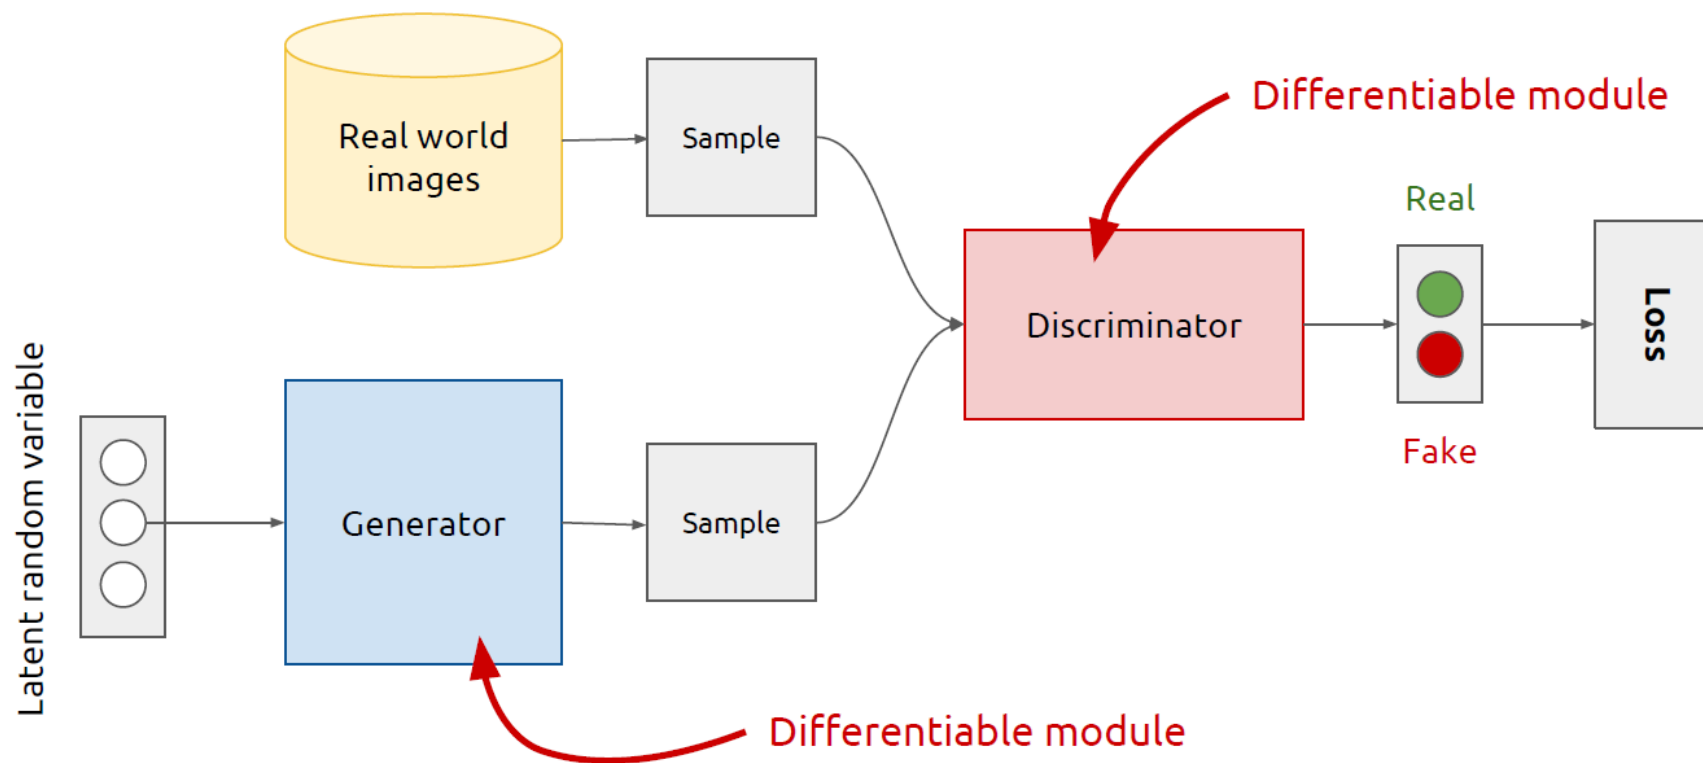 Real world
images
Sample
Differentiable module
Real
Discriminator
Loss
Fake
Latent random variable
Generator
Sample
Differentiable module